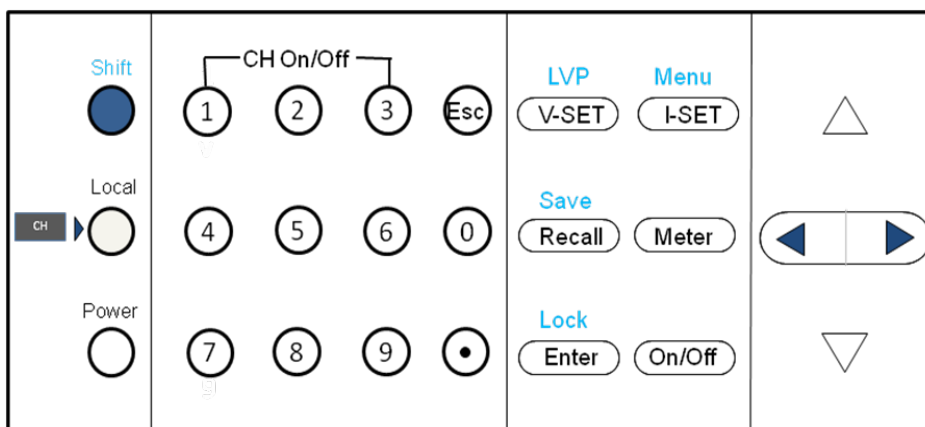 Shift
CH On/Off
LVP Menu
1 2 3 Esc V-SET I-SET
Local
Save
CH 4 5 6 0 Recall Meter
Power
Lock
7 8 9 • Enter On/Off